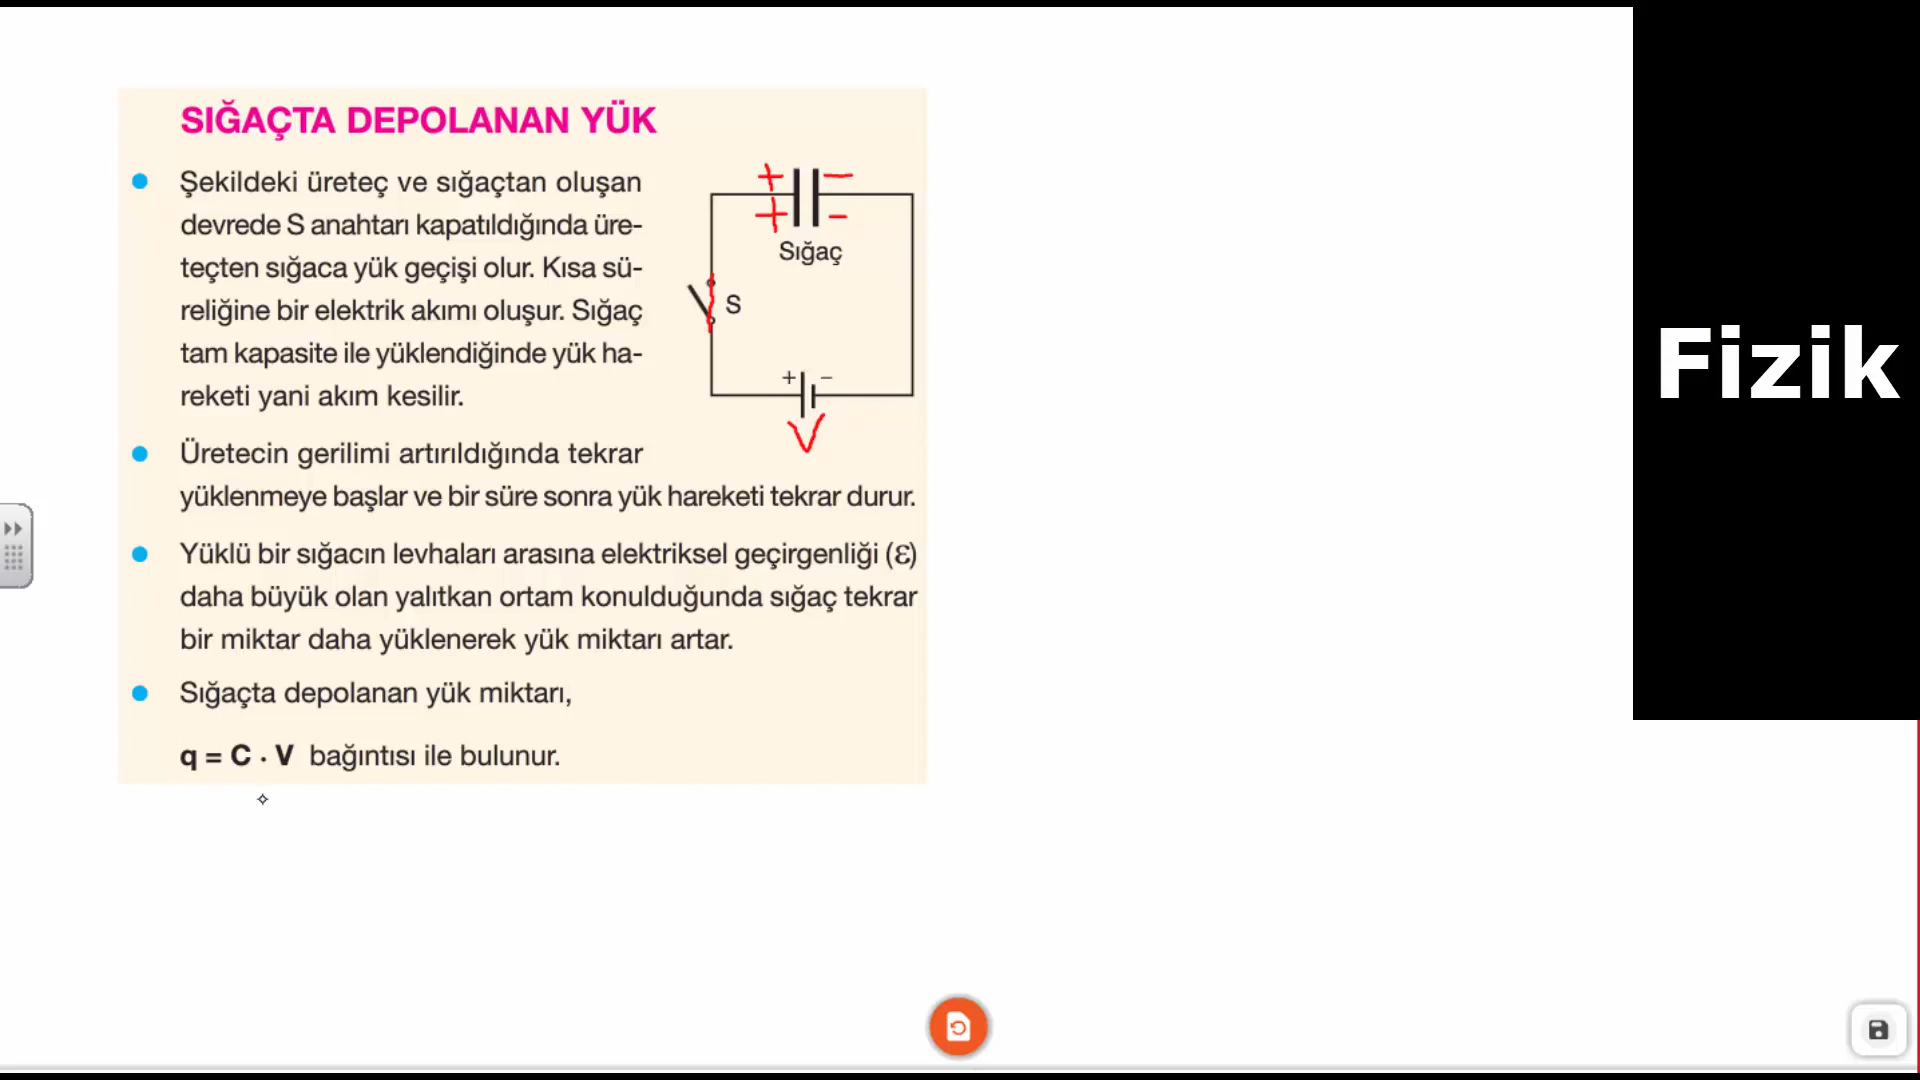 SIĞAÇTA DEPOLANAN YÜK
Şekildeki üreteç ve sığaçtan oluşan
devrede S anahtarı kapatıldığında üre-
teçten sığaca yük geçişi olur. Kısa sü-
reliğine bir elektrik akımı oluşur. Sığaç
tam kapasite ile yüklendiğinde yük ha-
reketi yani akım kesilir.
+ −
+ −
Sığaç
S
+ −
V
Üretecin gerilimi artırıldığında tekrar
yüklenmeye başlar ve bir süre sonra yük hareketi tekrar durur.
Yüklü bir sığacın levhaları arasına elektriksel geçirgenliği (ε)
daha büyük olan yalıtkan ortam konulduğunda sığaç tekrar
bir miktar daha yüklenerek yük miktarı artar.
Sığaçta depolanan yük miktarı,
q = C · V bağıntısı ile bulunur.
Fizik